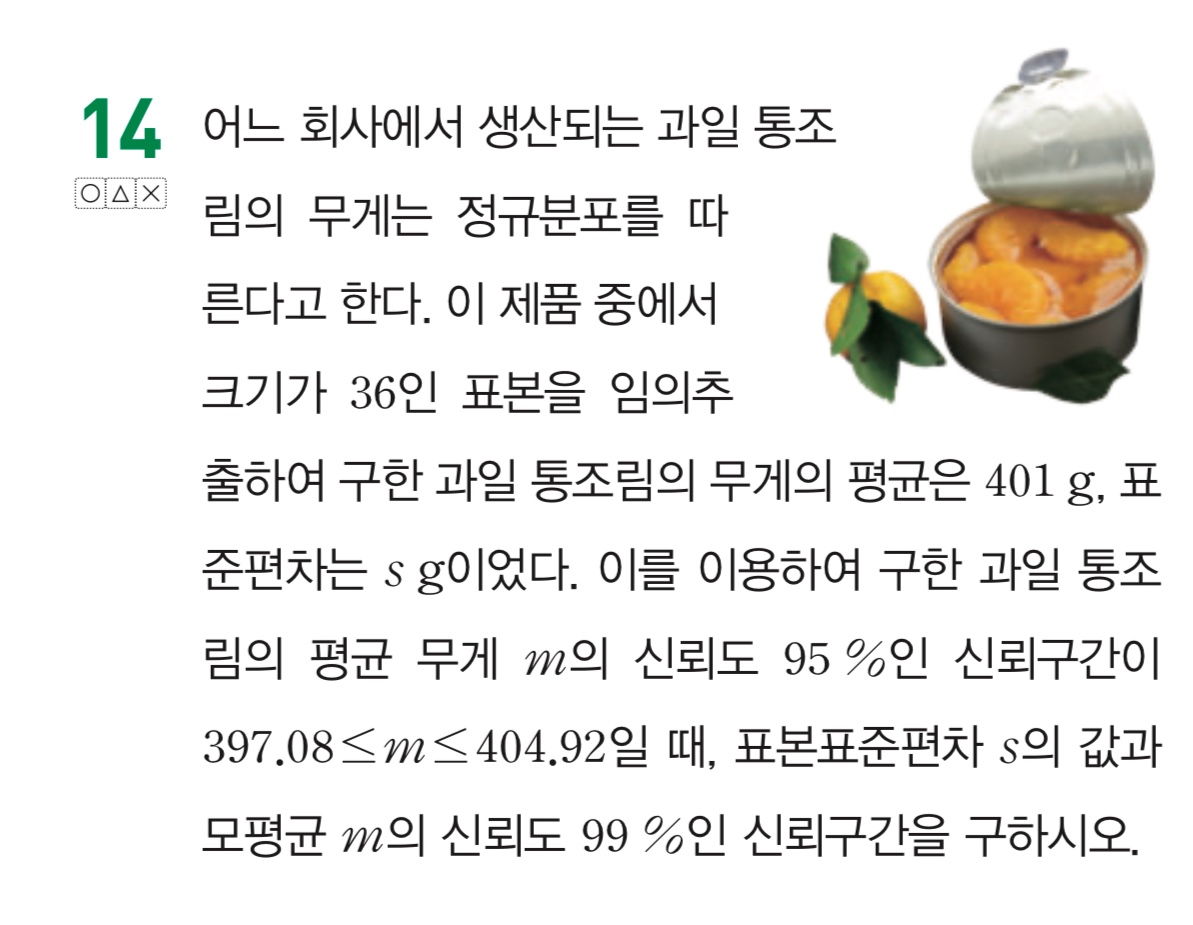 14 어느 회사에서 생산되는 과일 통조
○△×
림의 무게는 정규분포를 따
른다고 한다. 이 제품 중에서
크기가 36인 표본을 임의추
출하여 구한 과일 통조림의 무게의 평균은 401 g, 표
준편차는 s g이었다. 이를 이용하여 구한 과일 통조
림의 평균 무게 m의 신뢰도 95 %인 신뢰구간이
397.08≤m≤404.92일 때, 표본표준편차 s의 값과
모평균 m의 신뢰도 99 %인 신뢰구간을 구하시오.